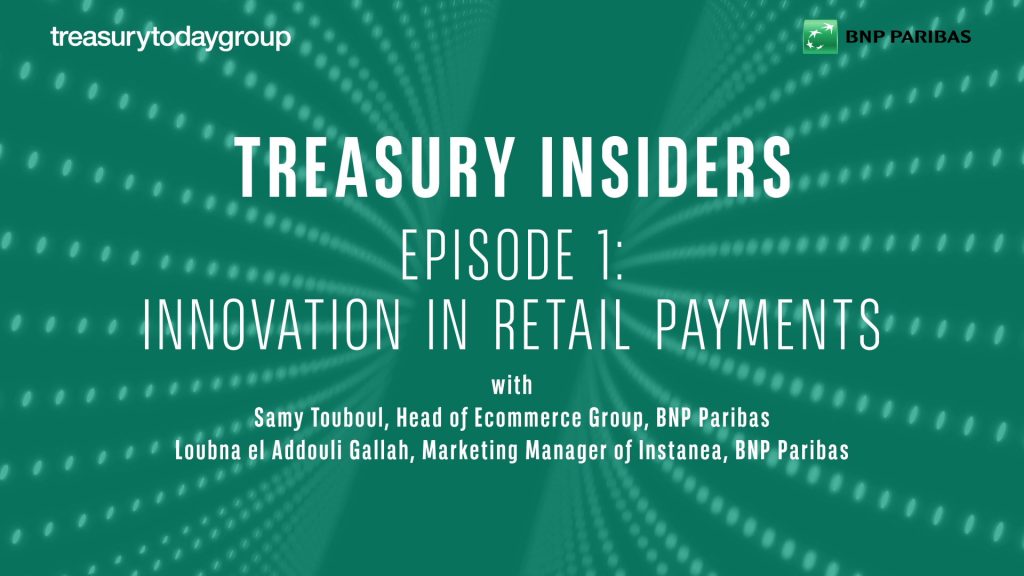 treasurytodaygroup
BNP PARIBAS
TREASURY INSIDERS
EPISODE 1:
INNOVATION IN RETAIL PAYMENTS
with
Samy Touboul, Head of Ecommerce Group, BNP Paribas
Loubna el Addouli Gallah, Marketing Manager of Instanea, BNP Paribas